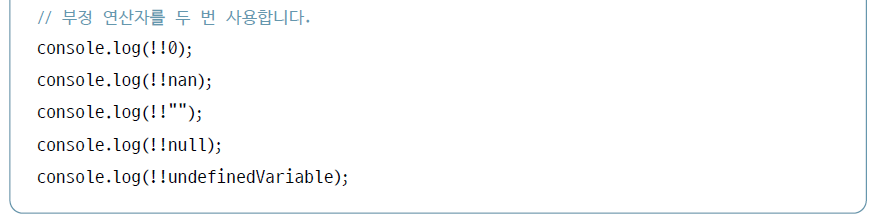 // 부정 연산자를 두 번 사용합니다.
console.log(!!0);
console.log(!!nan);
console.log(!!"");
console.log(!!null);
console.log(!!undefinedVariable);